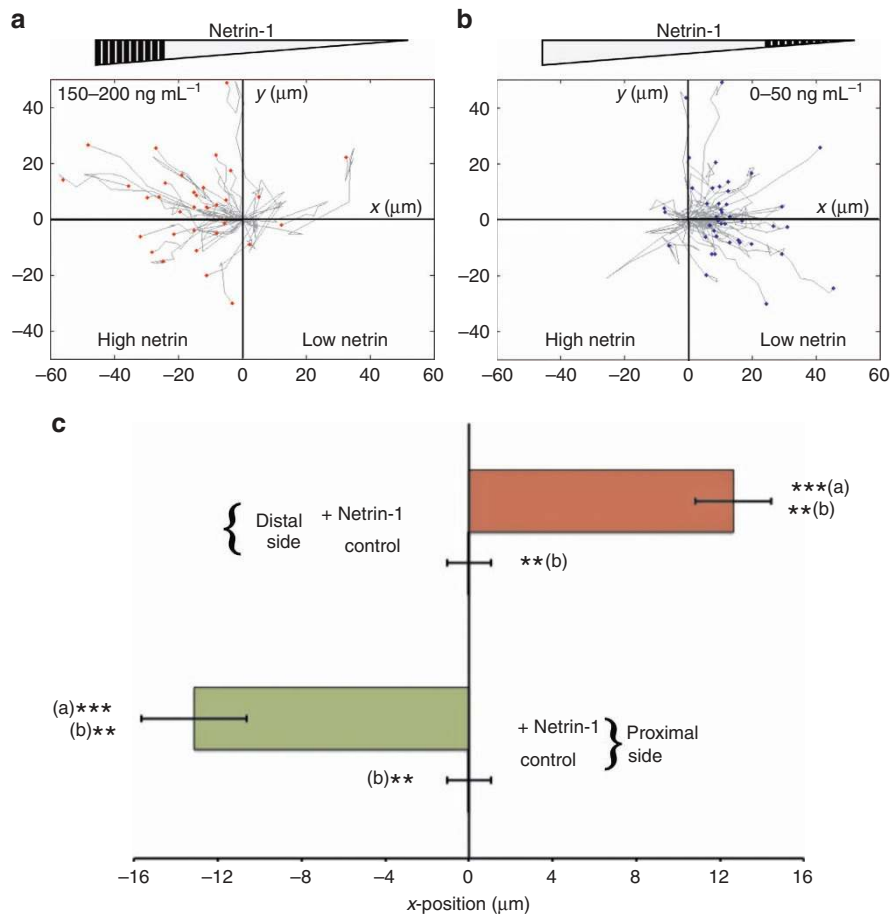 a
Netrin-1
150–200 ng mL⁻¹
y (μm)
x (μm)
High netrin
Low netrin
40
20
0
–20
–40
–60
–40
–20
0
20
40
60
b
Netrin-1
y (μm)
0–50 ng mL⁻¹
x (μm)
High netrin
Low netrin
40
20
0
–20
–40
–60
–40
–20
0
20
40
60
c
{ Distal side
+ Netrin-1
control
***(a)
**(b)
**(b)
(a)***
(b)**
+ Netrin-1
control
} Proximal side
(b)**
–16
–12
–8
–4
0
4
8
12
16
x-position (μm)